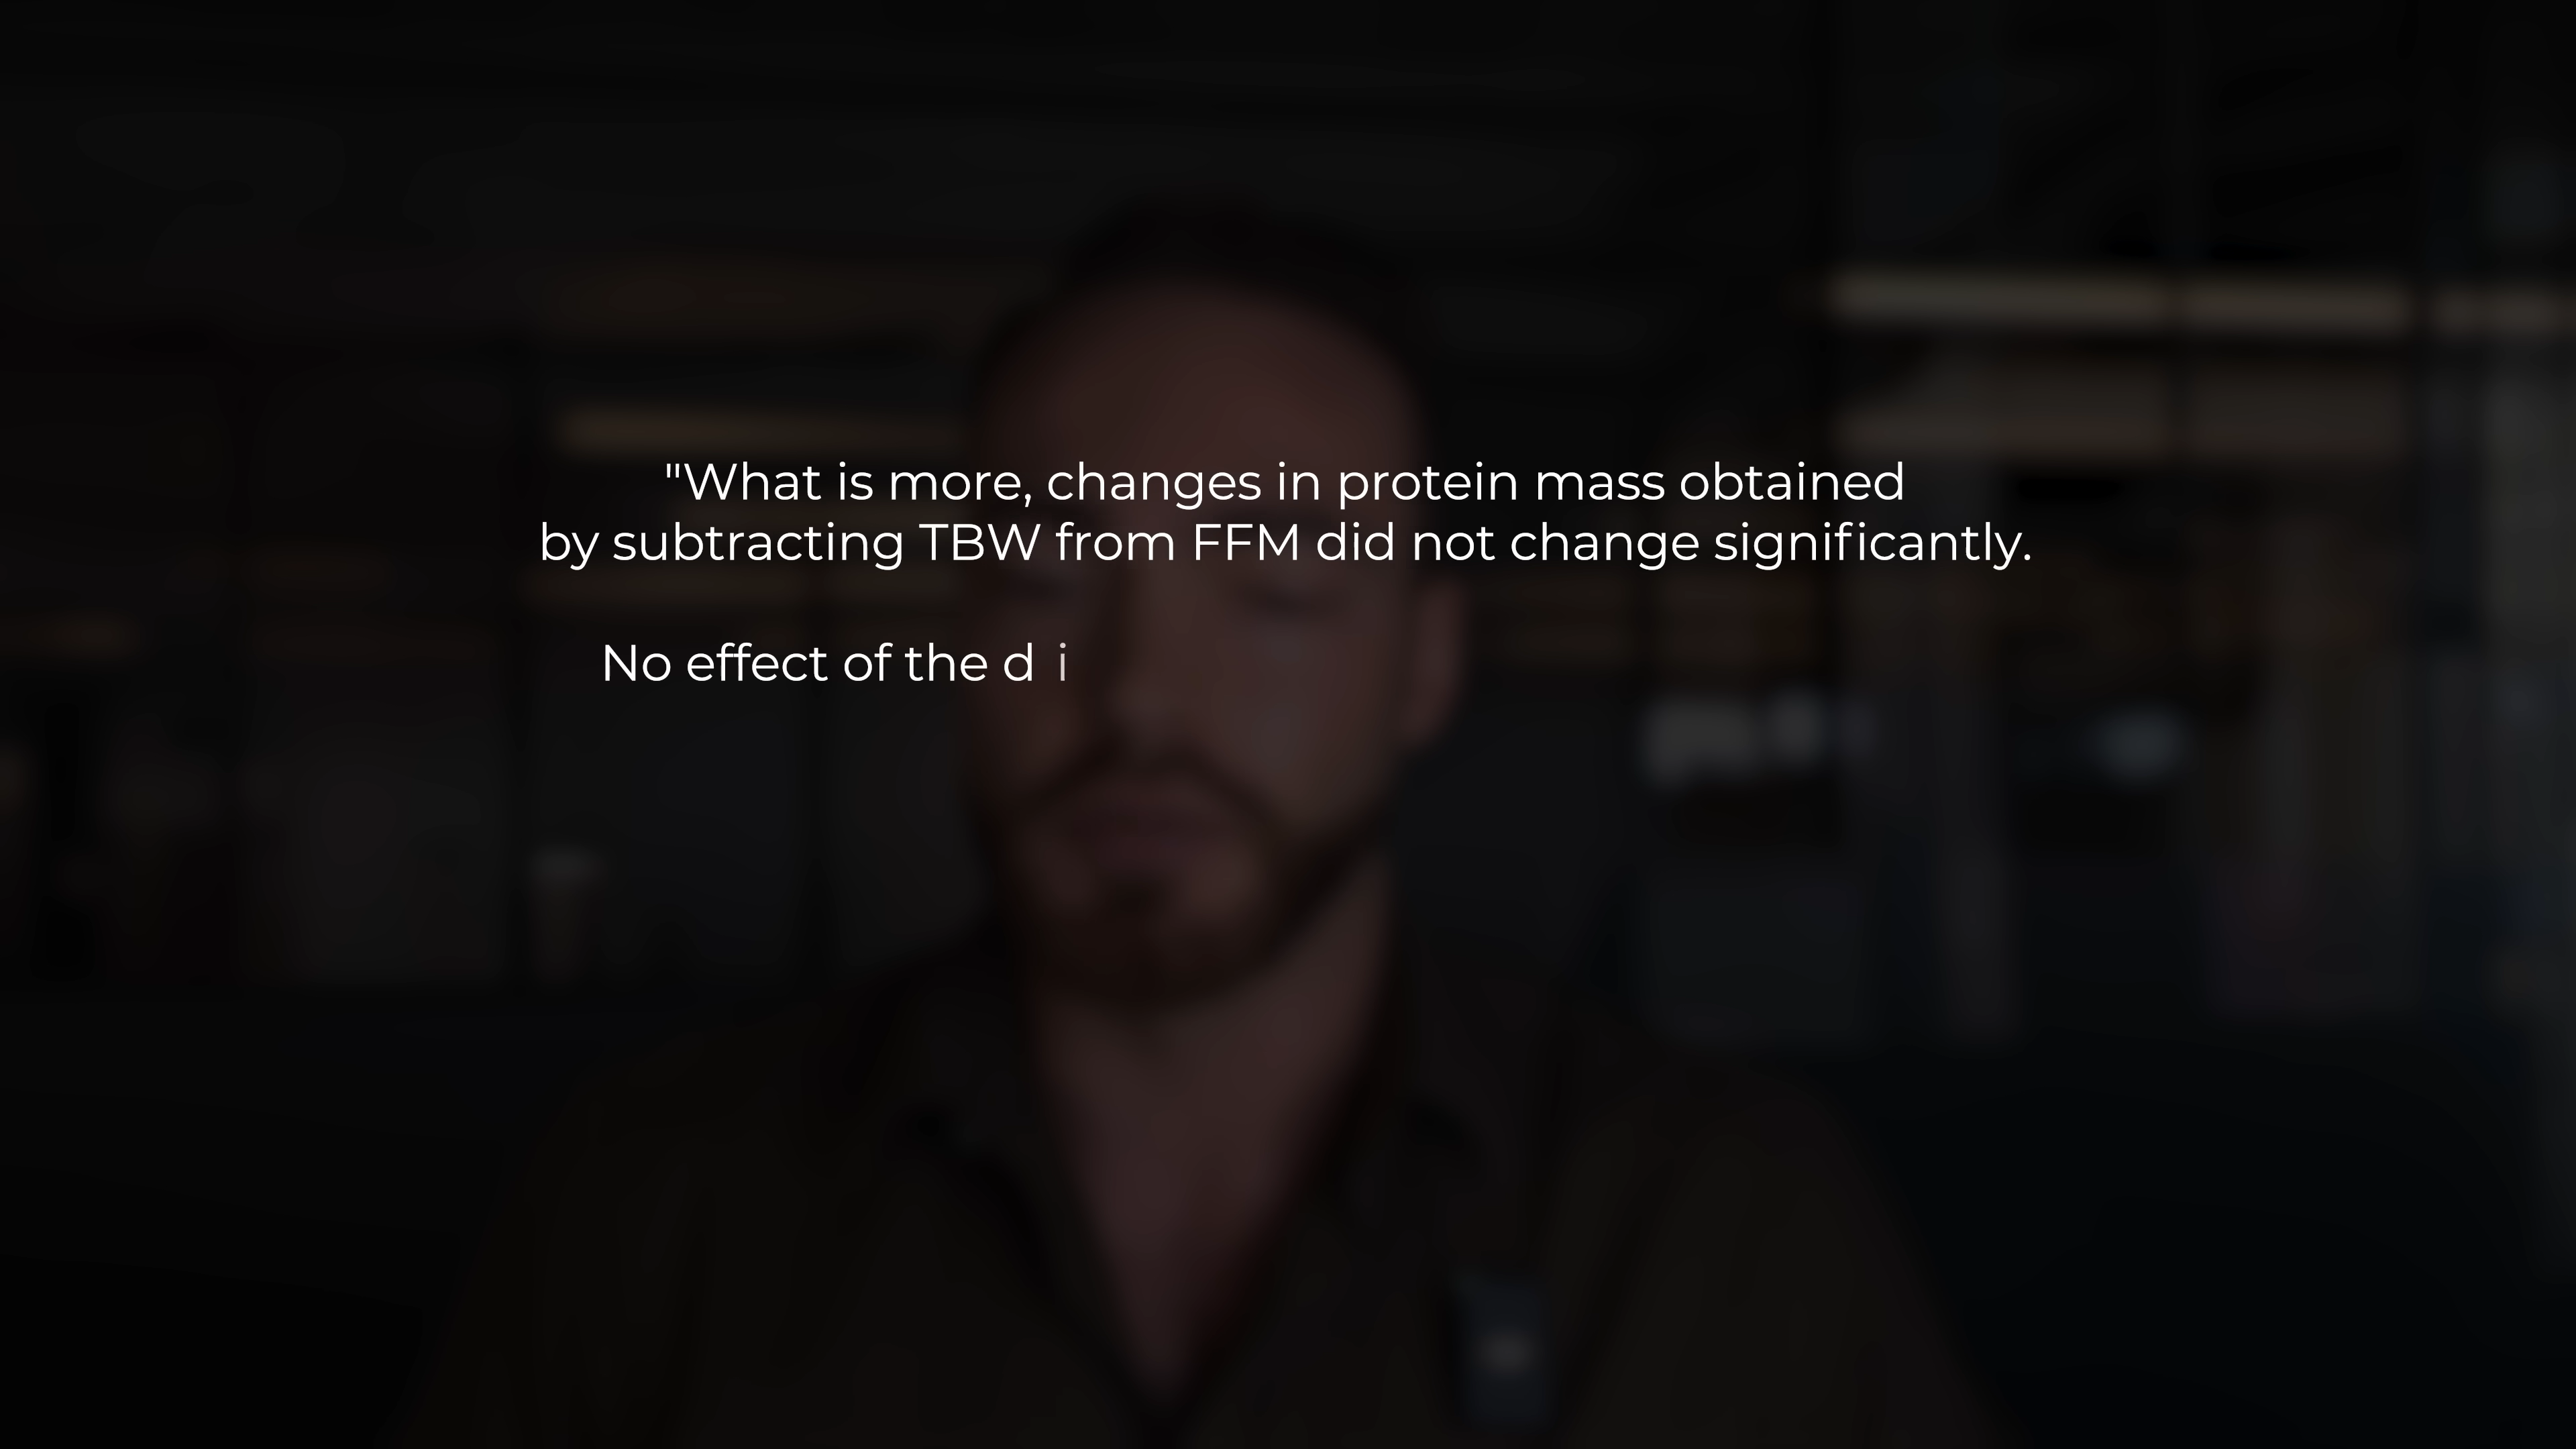 "What is more, changes in protein mass obtained
by subtracting TBW from FFM did not change significantly.
No effect of the d i